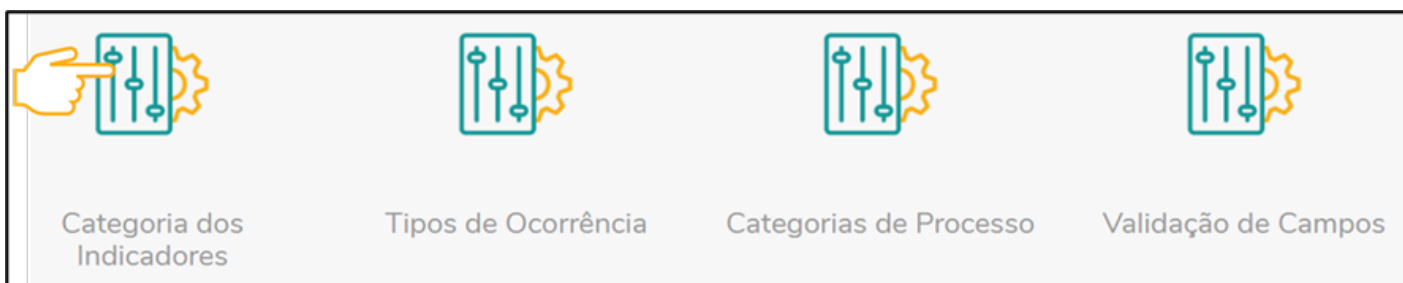 Categoria dos
Indicadores
Tipos de Ocorrência
Categorias de Processo
Validação de Campos